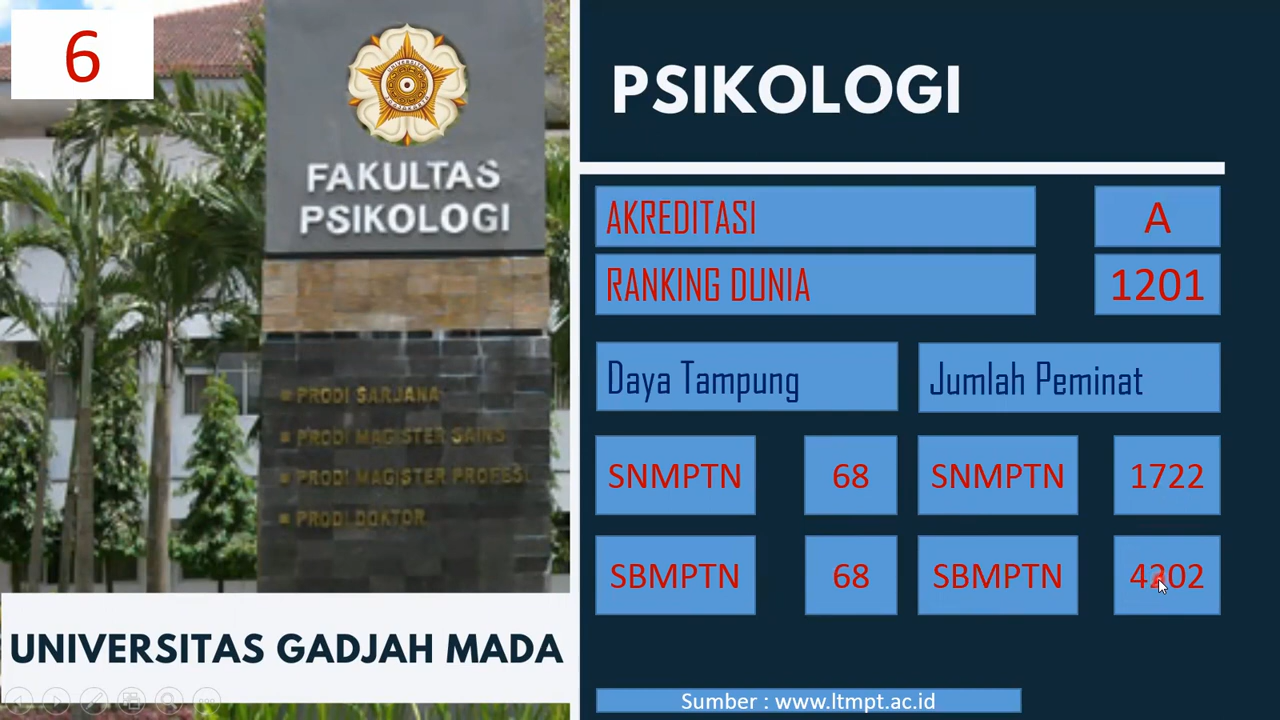 6
FAKULTAS
PSIKOLOGI
PRODI SARJANA
PRODI MAGISTER SAINS
PRODI MAGISTER PROFESI
PRODI DOKTOR
UNIVERSITAS GADJAH MADA
PSIKOLOGI
AKREDITASI A
RANKING DUNIA 1201
Daya Tampung Jumlah Peminat
SNMPTN 68 SNMPTN 1722
SBMPTN 68 SBMPTN 4202
Sumber : www.ltmpt.ac.id